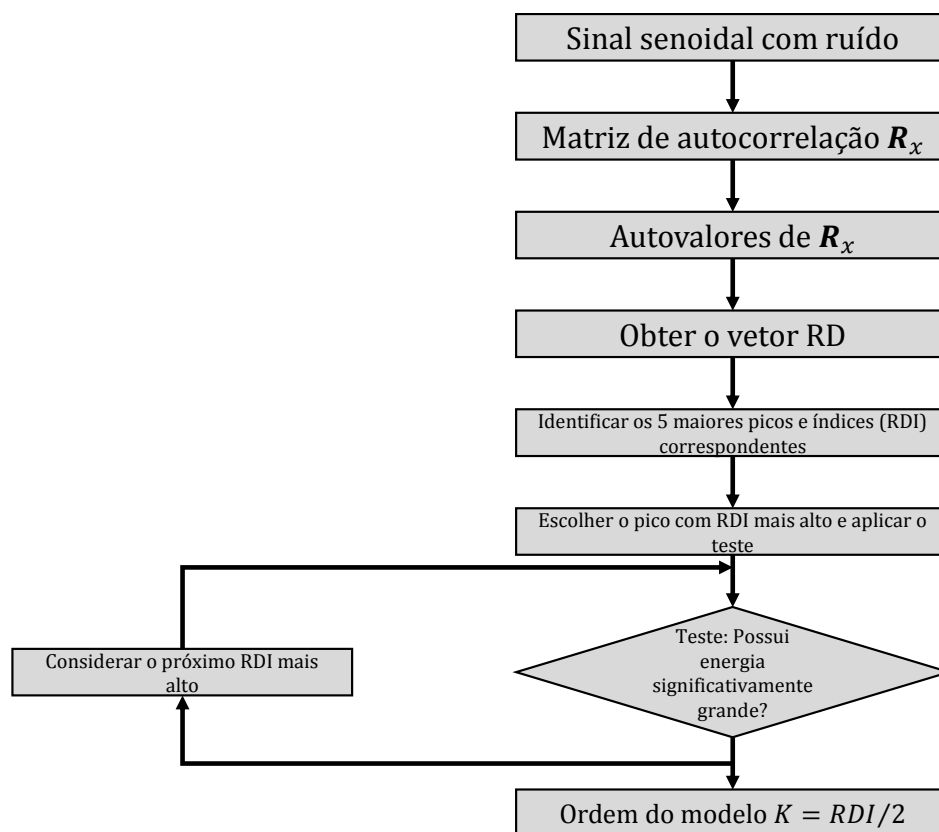 Sinal senoidal com ruído
Matriz de autocorrelação R_x
Autovalores de R_x
Obter o vetor RD
Identificar os 5 maiores picos e índices (RDI)
correspondentes
Escolher o pico com RDI mais alto e aplicar o
teste
Teste: Possui
energia
significativamente
grande?
Considerar o próximo RDI mais
alto
Ordem do modelo K = RDI/2